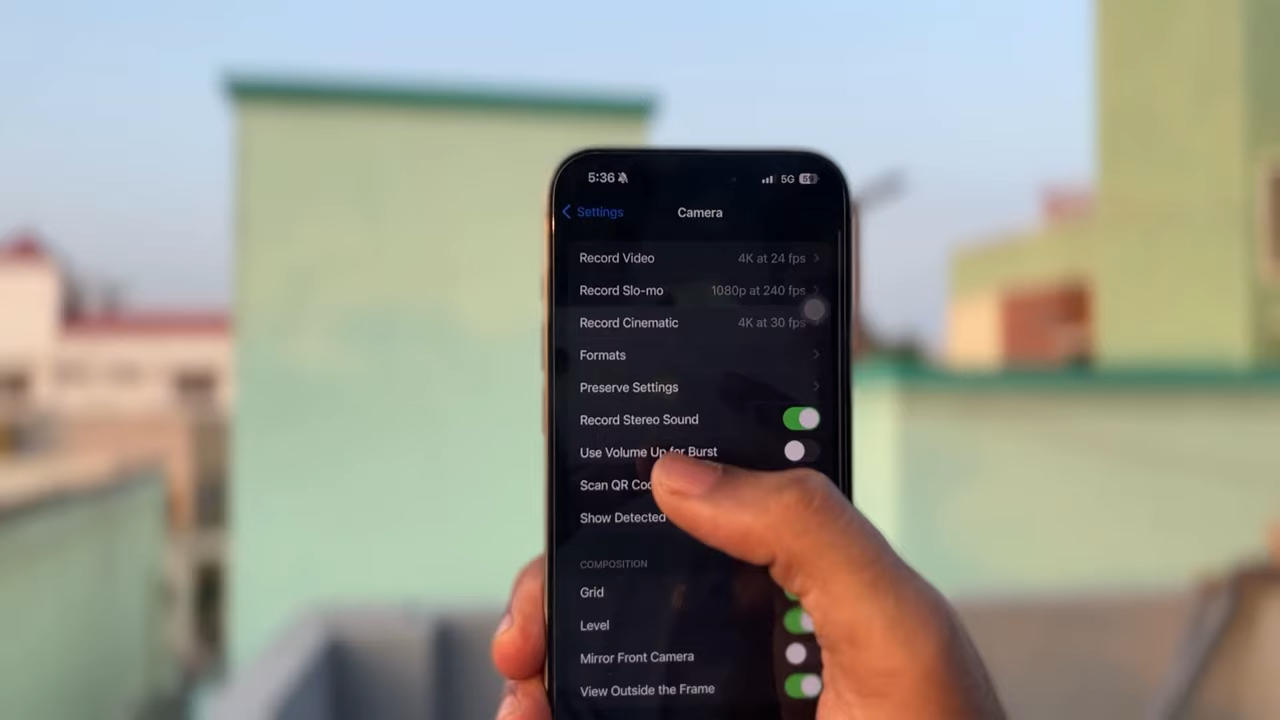 5:36
5G 59
Settings
Camera
Record Video 4K at 24 fps
Record Slo-mo 1080p at 240 fps
Record Cinematic 4K at 30 fps
Formats
Preserve Settings
Record Stereo Sound
Use Volume Up for Burst
Scan QR
Show Detected
COMPOSITION
Grid
Level
Mirror Front Camera
View Outside the Frame